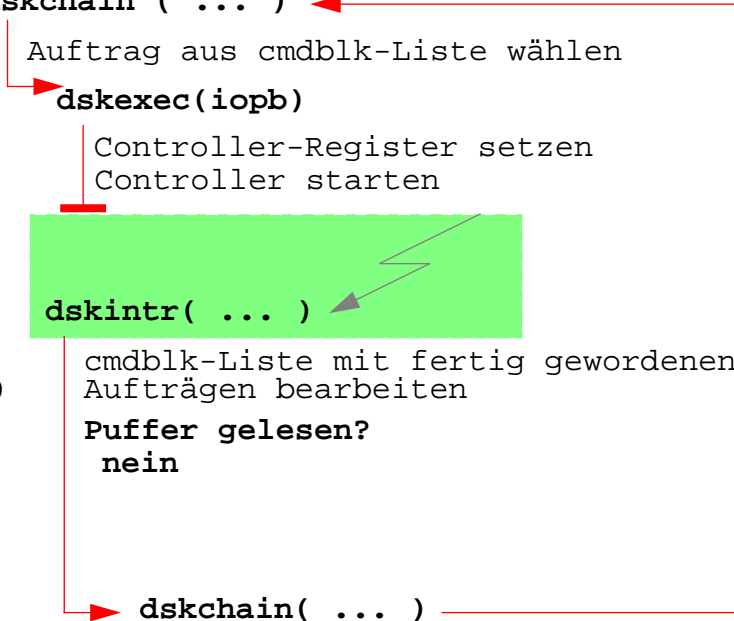 dskchain ( ... )
Auftrag aus cmdblk-Liste wählen
dskexec(iopb)
Controller-Register setzen
Controller starten
dskintr( ... )
cmdblk-Liste mit fertig gewordenen
) Aufträgen bearbeiten
Puffer gelesen?
nein
dskchain( ... )